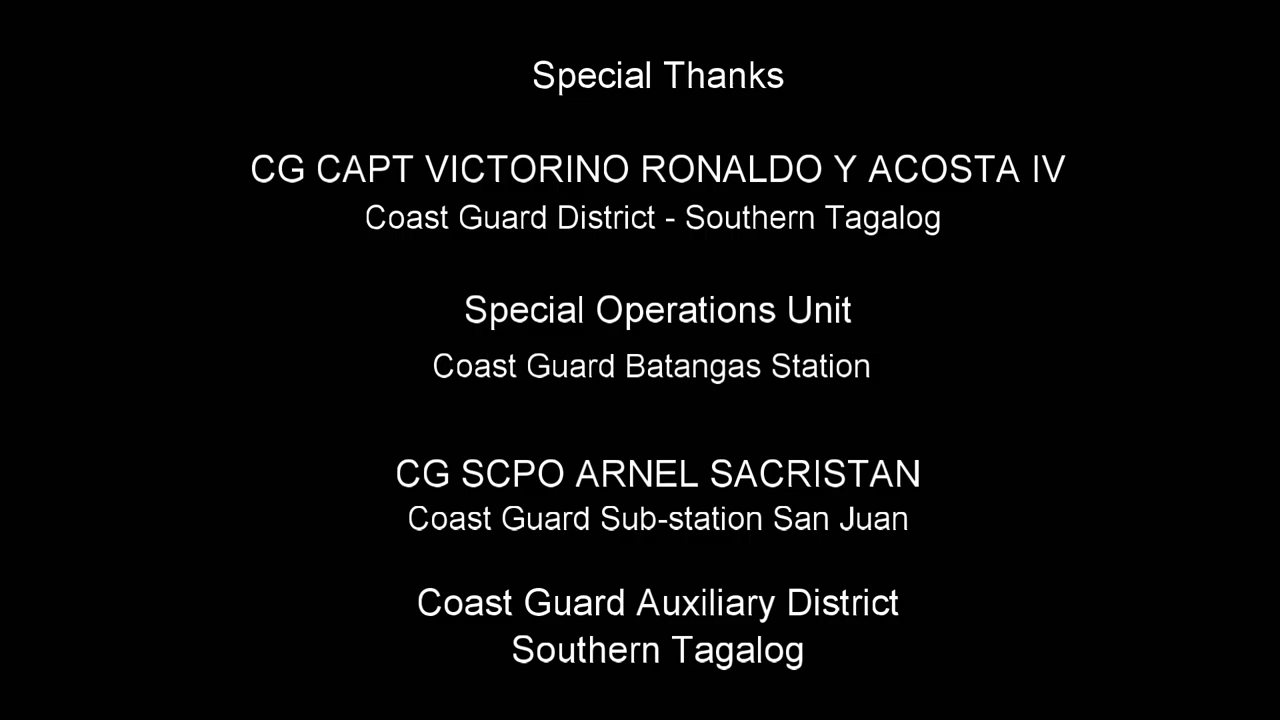 Special Thanks
CG CAPT VICTORINO RONALDO Y ACOSTA IV
Coast Guard District - Southern Tagalog
Special Operations Unit
Coast Guard Batangas Station
CG SCPO ARNEL SACRISTAN
Coast Guard Sub-station San Juan
Coast Guard Auxiliary District
Southern Tagalog